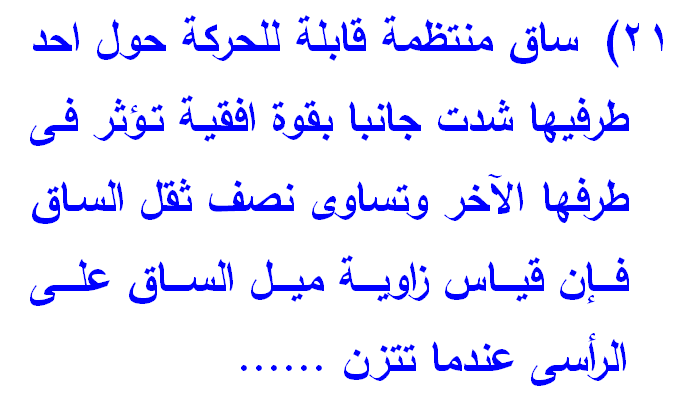 ٢١) ساق منتظمة قابلة للحركة حول احد
طرفيها شدت جانبا بقوة افقية تؤثر فى
طرفها الآخر وتساوى نصف ثقل الساق
فإن قياس زاوية ميل الساق على
الرأسى عندما تتزن ......